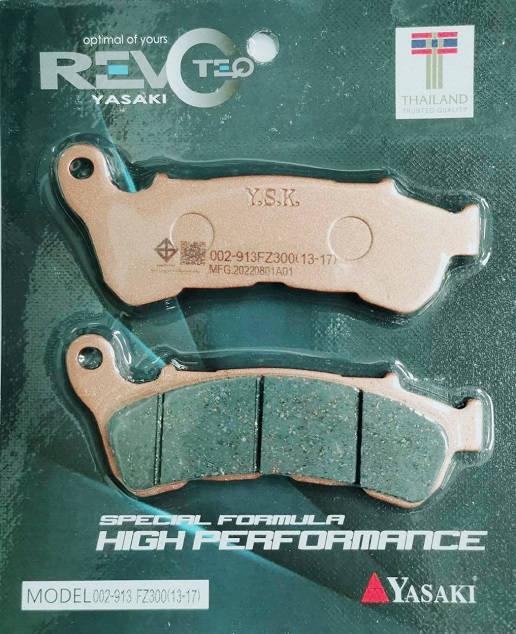 optimal of yours
REVO TEQ
YASAKI
THAILAND
TRUSTED QUALITY
Y.S.K.
002-913FZ300(13-17)
MFG:20220801A01
SPECIAL FORMULA
HIGH PERFORMANCE
MODEL 002-913 FZ300(13-17)
YASAKI